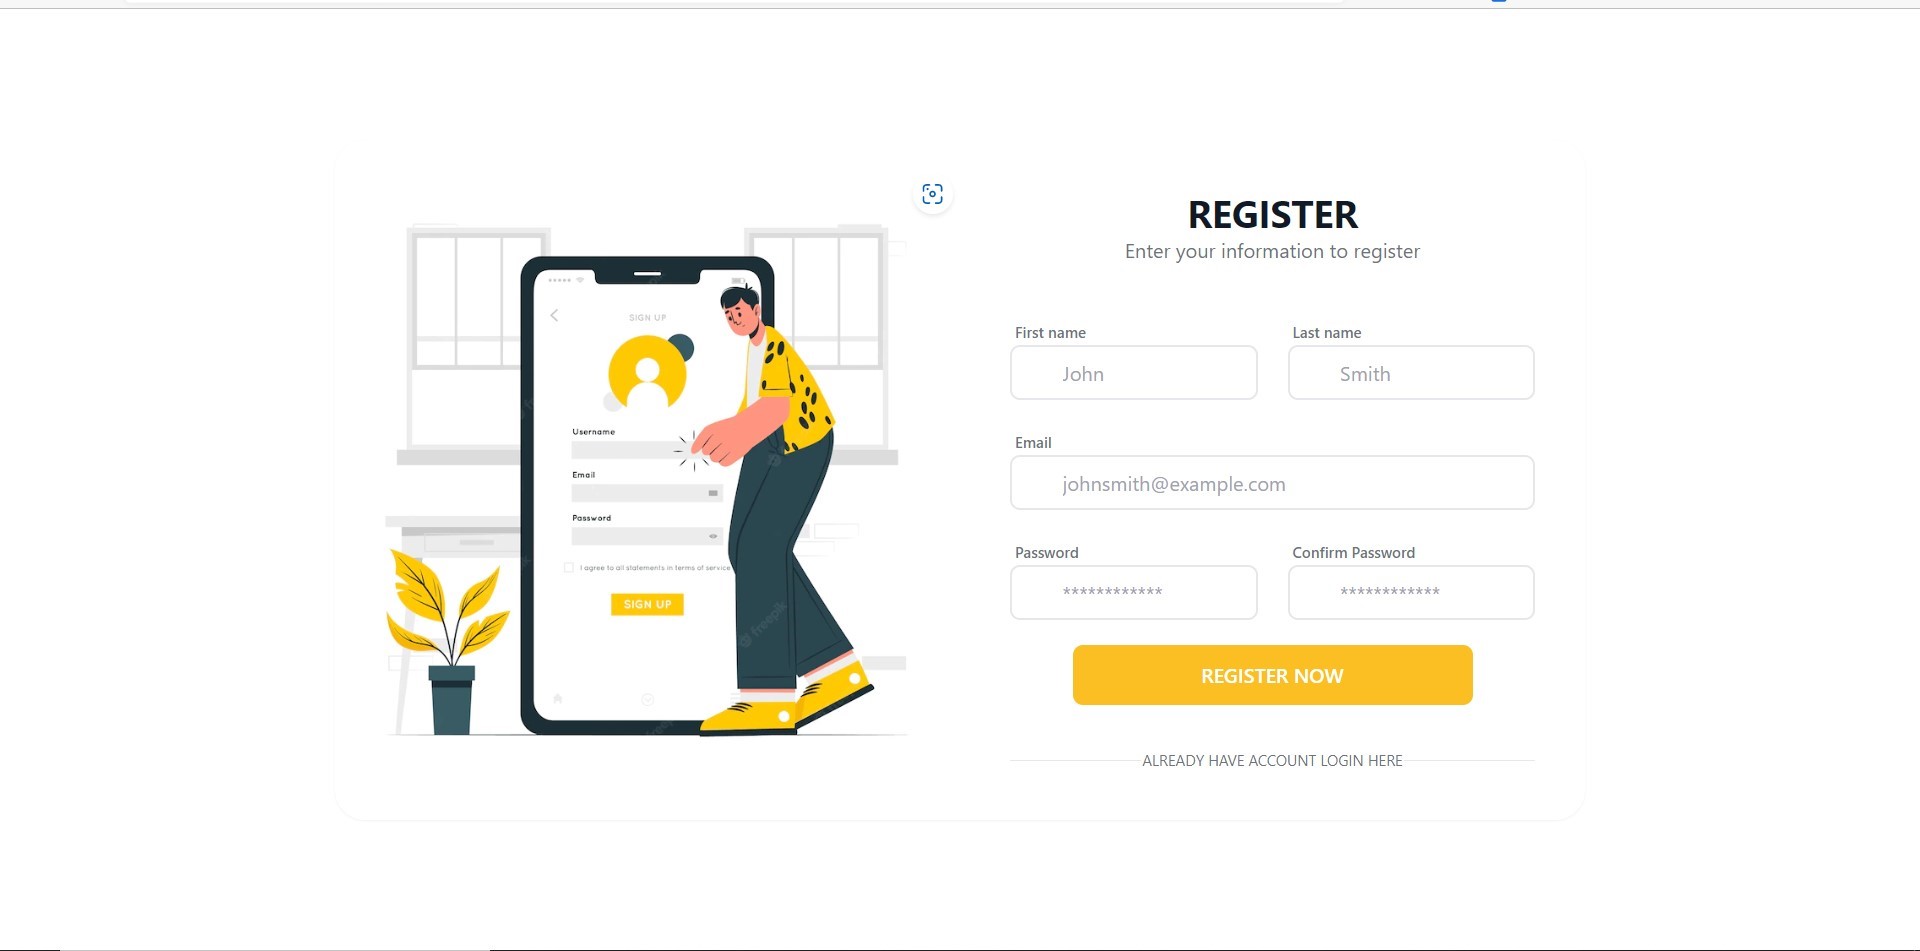 SIGN UP
Username
Email
Password
I agree to all statements in terms of service
SIGN UP
freepik
REGISTER
Enter your information to register
First name
Last name
John
Smith
Email
johnsmith@example.com
Password
Confirm Password
************
************
REGISTER NOW
ALREADY HAVE ACCOUNT LOGIN HERE